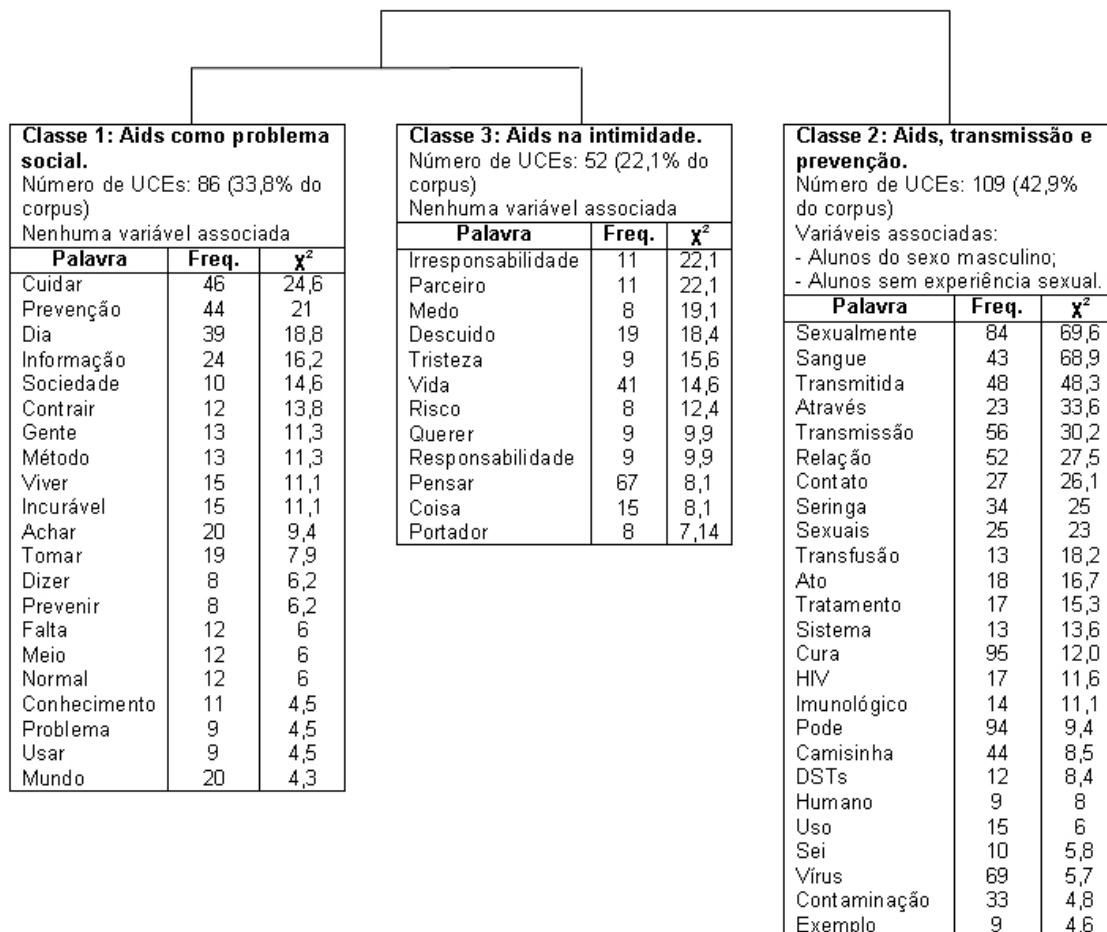 Classe 1: Aids como problema
social.
Número de UCEs: 86 (33,8% do
corpus)
Nenhuma variável associada
Palavra Freq. χ²
Cuidar 46 24,6
Prevenção 44 21
Dia 39 18,8
Informação 24 16,2
Sociedade 10 14,6
Contrair 12 13,8
Gente 13 11,3
Método 13 11,3
Viver 15 11,1
Incurável 15 11,1
Achar 20 9,4
Tomar 19 7,9
Dizer 8 6,2
Prevenir 8 6,2
Falta 12 6
Meio 12 6
Normal 12 6
Conhecimento 11 4,5
Problema 9 4,5
Usar 9 4,5
Mundo 20 4,3
Classe 3: Aids na intimidade.
Número de UCEs: 52 (22,1% do
corpus)
Nenhuma variável associada
Palavra Freq. χ²
Irresponsabilidade 11 22,1
Parceiro 11 22,1
Medo 8 19,1
Descuido 19 18,4
Tristeza 9 15,6
Vida 41 14,6
Risco 8 12,4
Querer 9 9,9
Responsabilidade 9 9,9
Pensar 67 8,1
Coisa 15 8,1
Portador 8 7,14
Classe 2: Aids, transmissão e
prevenção.
Número de UCEs: 109 (42,9%
do corpus)
Variáveis associadas:
- Alunos do sexo masculino;
- Alunos sem experiência sexual.
Palavra Freq. χ²
Sexualmente 84 69,6
Sangue 43 68,9
Transmitida 48 48,3
Através 23 33,6
Transmissão 56 30,2
Relação 52 27,5
Contato 27 26,1
Seringa 34 25
Sexuais 25 23
Transfusão 13 18,2
Ato 18 16,7
Tratamento 17 15,3
Sistema 13 13,6
Cura 95 12,0
HIV 17 11,6
Imunológico 14 11,1
Pode 94 9,4
Camisinha 44 8,5
DSTs 12 8,4
Humano 9 8
Uso 15 6
Sei 10 5,8
Vírus 69 5,7
Contaminação 33 4,8
Exemplo 9 4,6